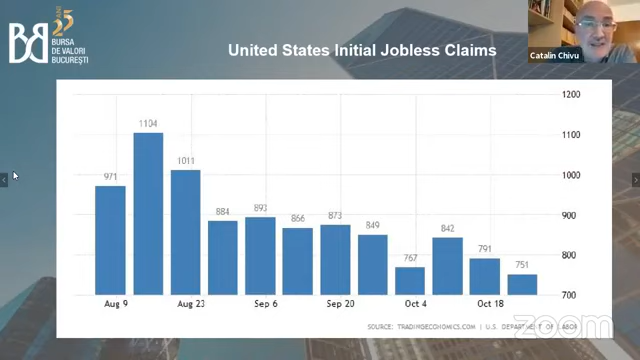 25 ANI
BURSA
DE VALORI
BUCUREȘTI
United States Initial Jobless Claims
Catalin Chivu
1200
1100
1000
900
800
700
971
1104
1011
884
893
866
873
849
767
842
791
751
Aug 9
Aug 23
Sep 6
Sep 20
Oct 4
Oct 18
SOURCE: TRADINGECONOMICS.COM | U.S. DEPARTMENT OF LABOR
zoom